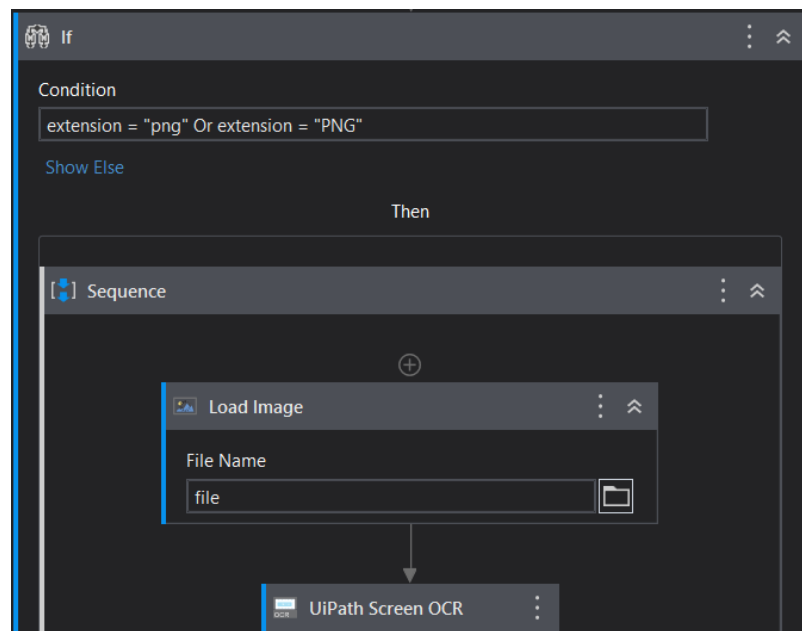 If
Condition
extension = "png" Or extension = "PNG"
Show Else
Then
Sequence
Load Image
File Name
file
OCR
UiPath Screen OCR